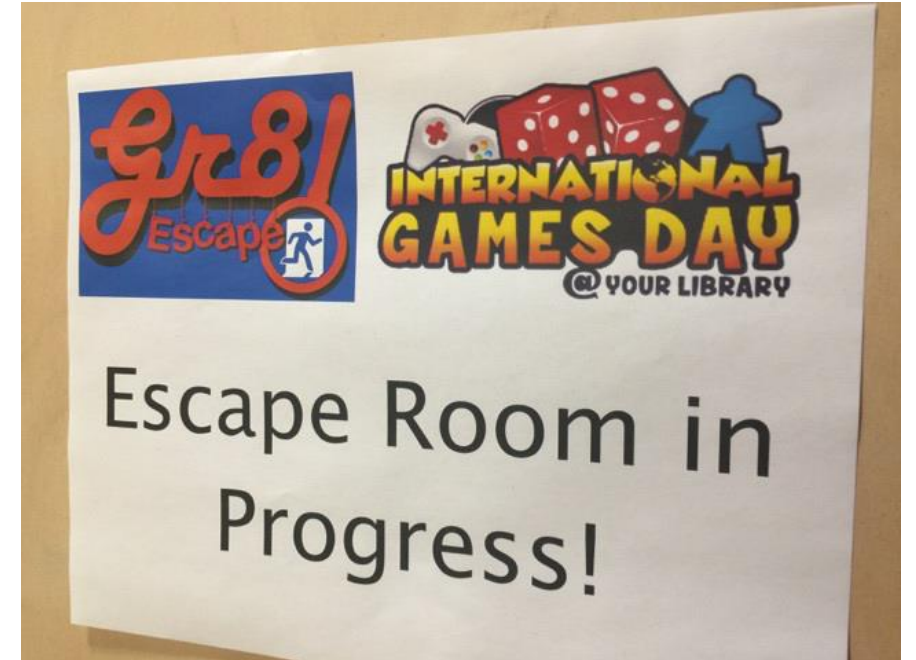 Gr8!
Escape
INTERNATIONAL
GAMES DAY
@ YOUR LIBRARY
Escape Room in
Progress!